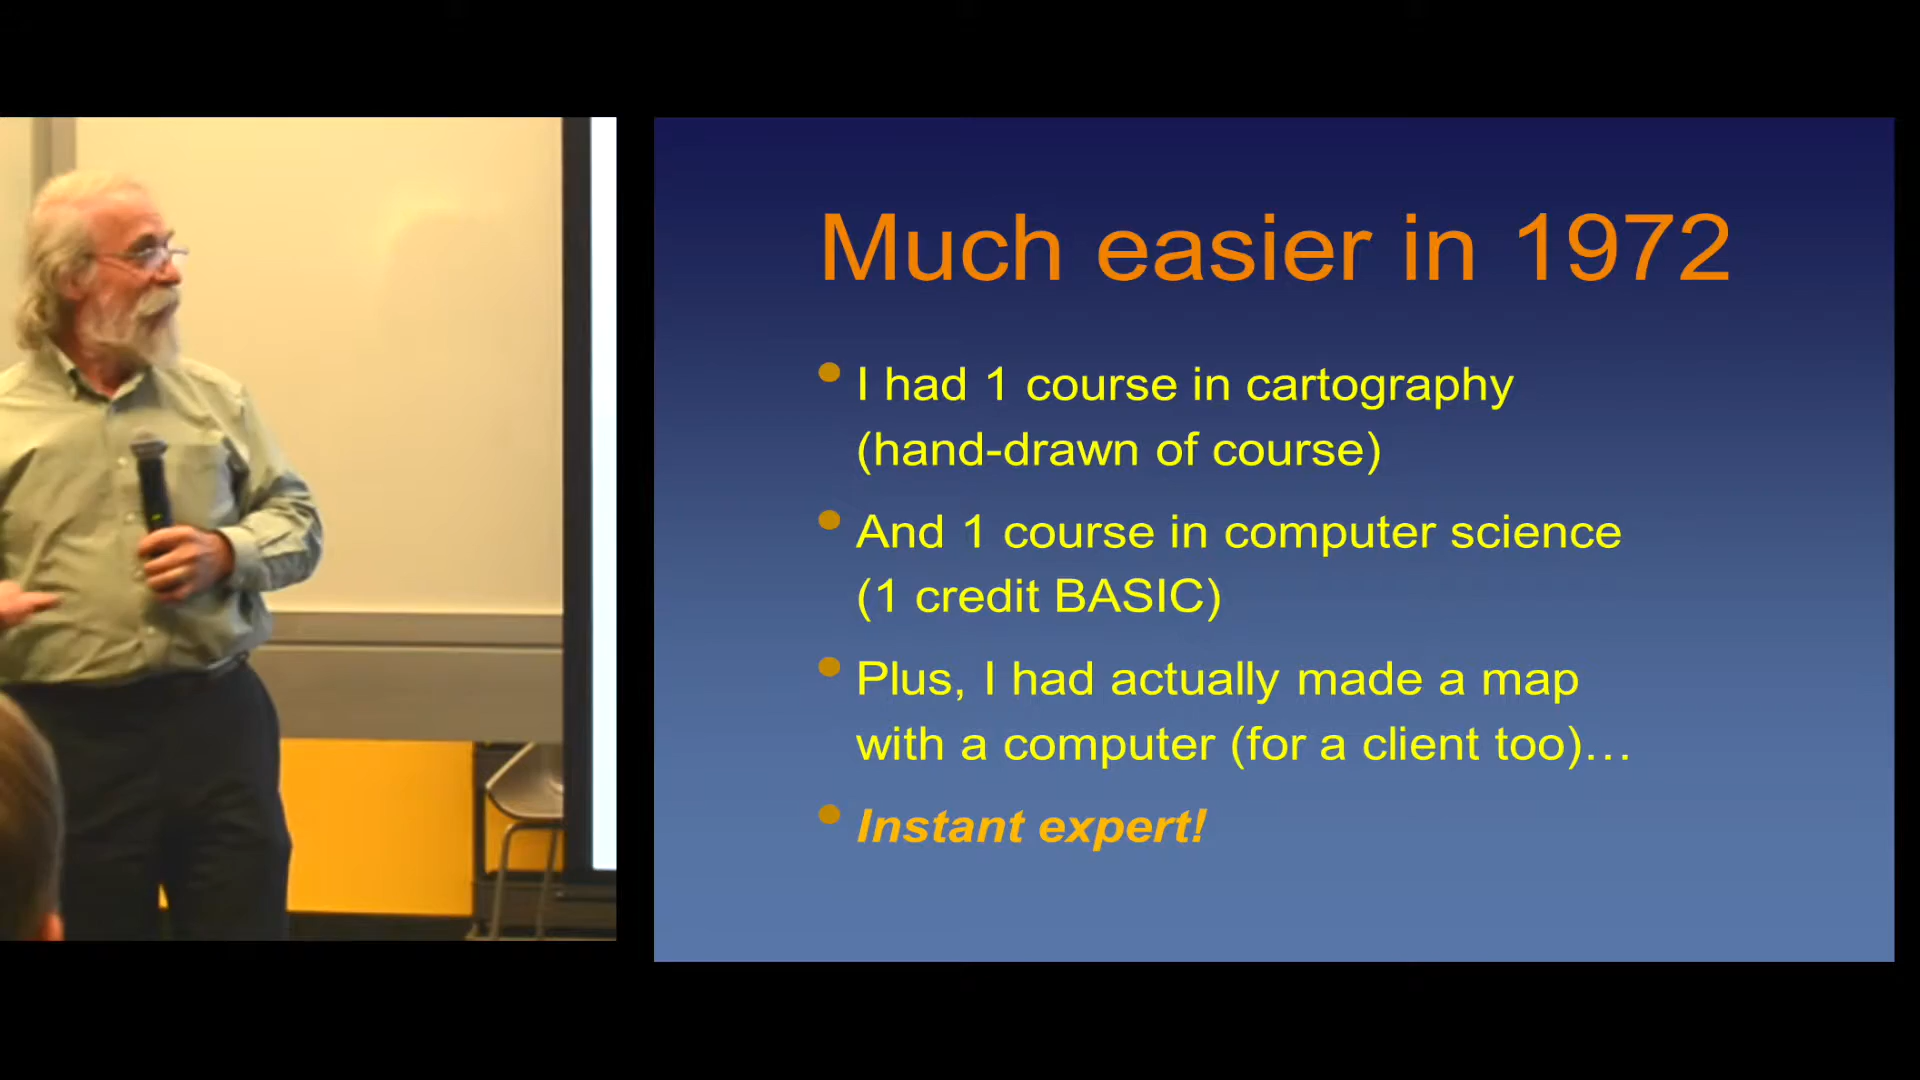 Much easier in 1972
• I had 1 course in cartography
(hand-drawn of course)
• And 1 course in computer science
(1 credit BASIC)
• Plus, I had actually made a map
with a computer (for a client too)…
• Instant expert!